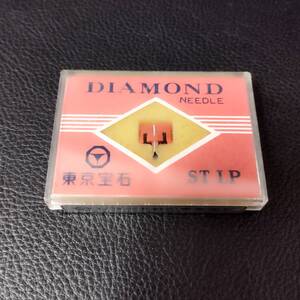 DIAMOND
NEEDLE
東京宝石
ST LP